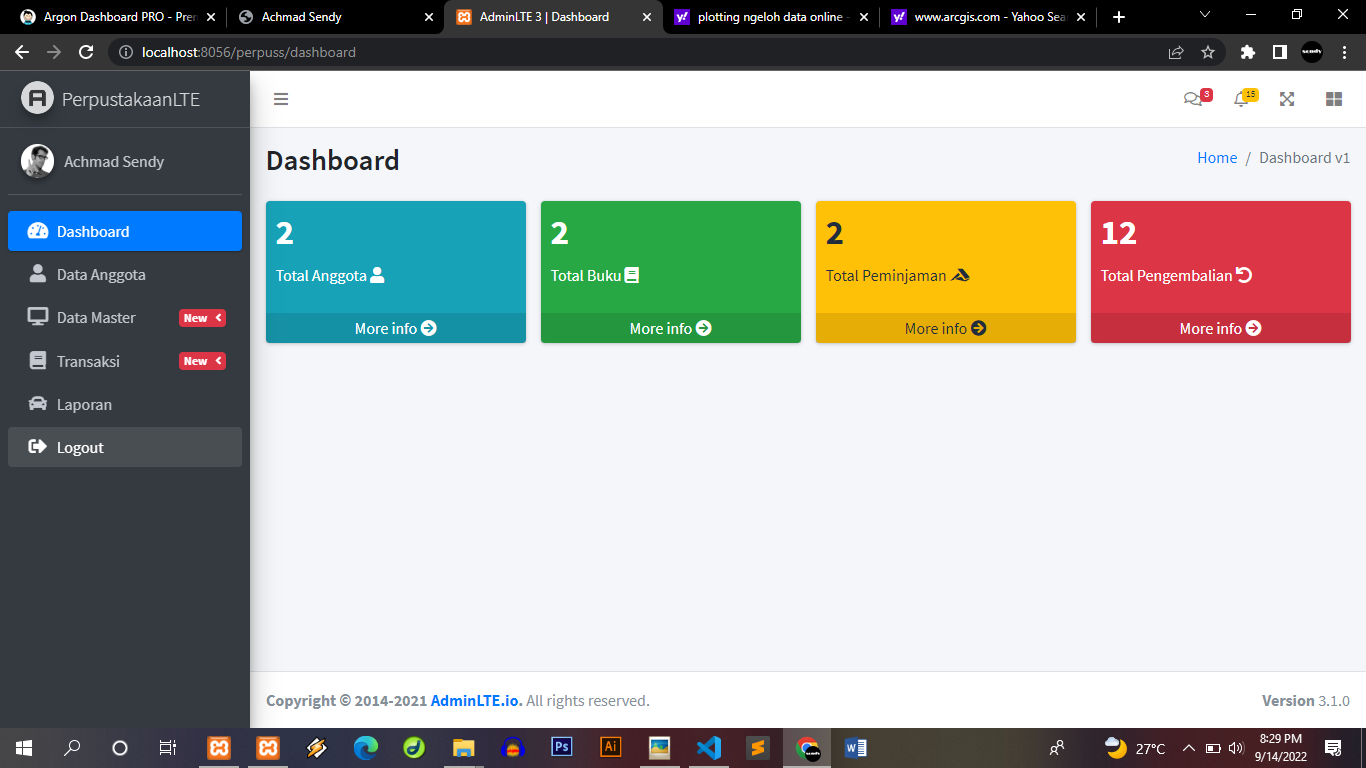 Argon Dashboard PRO - Pre
Achmad Sendy
AdminLTE 3 | Dashboard
plotting ngeloh data online -
www.arcgis.com - Yahoo Sea
localhost:8056/perpuss/dashboard
PerpustakaanLTE
3
15
Achmad Sendy
Dashboard
Home / Dashboard v1
Dashboard
Data Anggota
Data Master New
Transaksi New
Laporan
Logout
2
Total Anggota
More info
2
Total Buku
More info
2
Total Peminjaman
More info
12
Total Pengembalian
More info
Copyright © 2014-2021 AdminLTE.io. All rights reserved.
Version 3.1.0
Ps
Ai
27°C
8:29 PM
9/14/2022